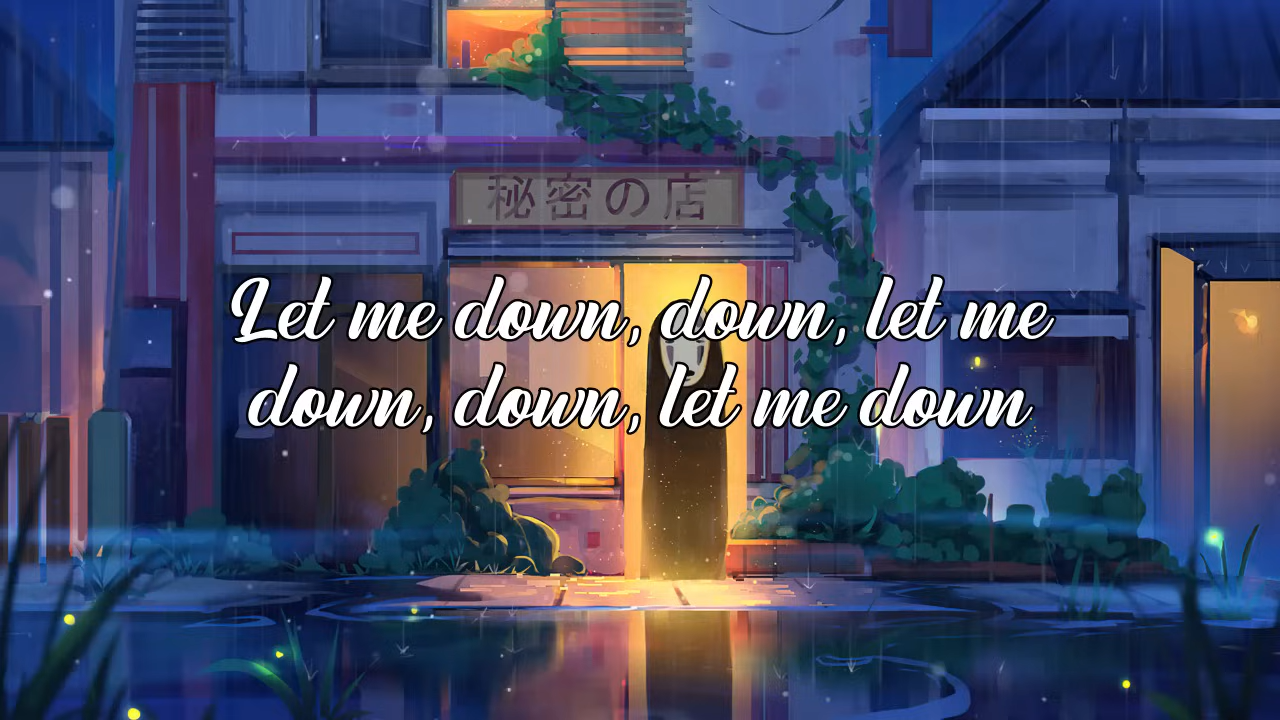 秘密の店
Let me down, down, let me
down, down, let me down